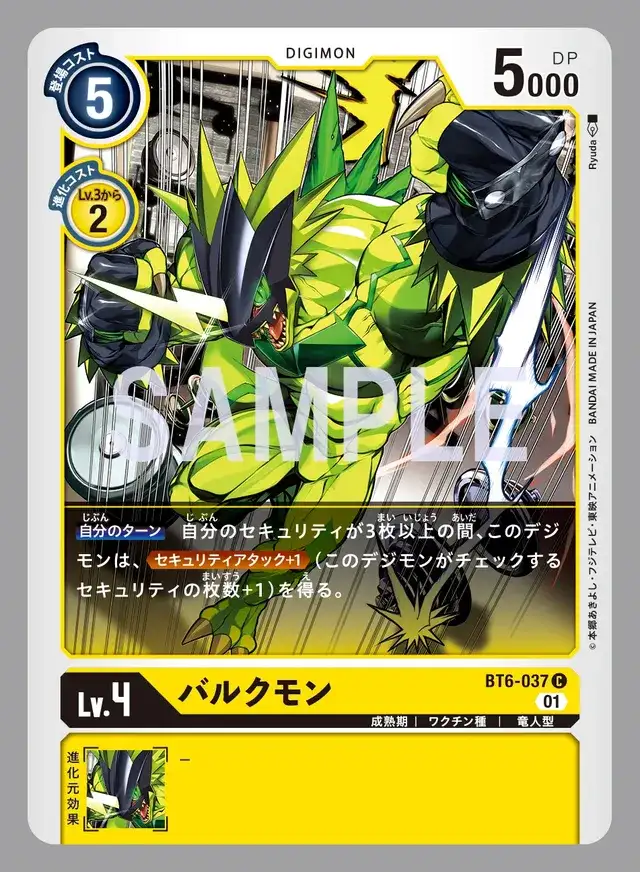 DIGIMON
登場コスト
5
DP
5000
進化コスト
Lv.3から
2
Ryuda
SAMPLE
自分のターン 自分のセキュリティが3枚以上の間、このデジ
モンは、セキュリティアタック+1（このデジモンがチェックする
セキュリティの枚数+1）を得る。
© 本郷あきよし・フジテレビ・東映アニメーション BANDAI MADE IN JAPAN
Lv.4
バルクモン
BT6-037 C
01
成熟期 | ワクチン種 | 竜人型
進化元効果
–